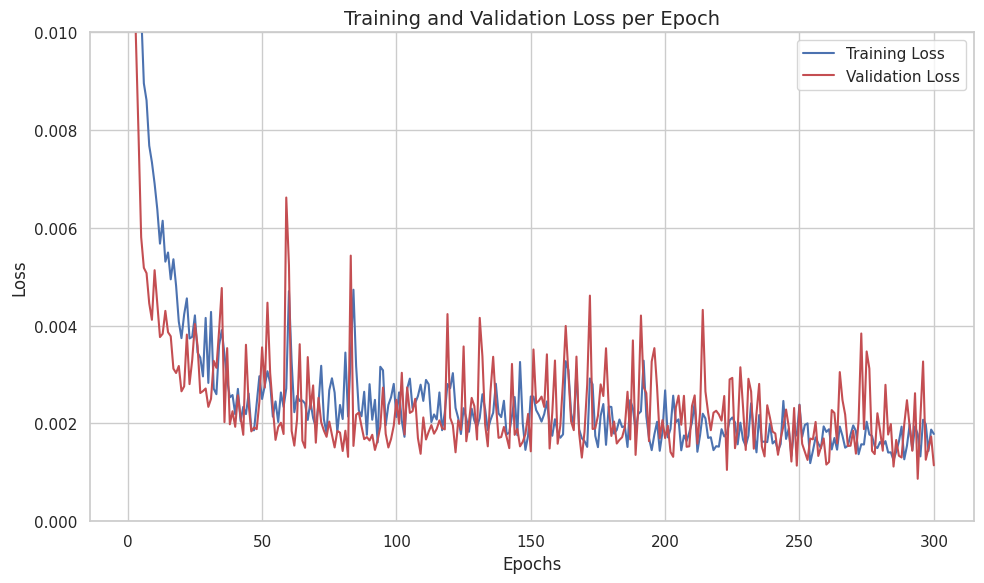 Training and Validation Loss per Epoch
Training Loss
Validation Loss
Loss
0.010
0.008
0.006
0.004
0.002
0.000
0
50
100
150
200
250
300
Epochs